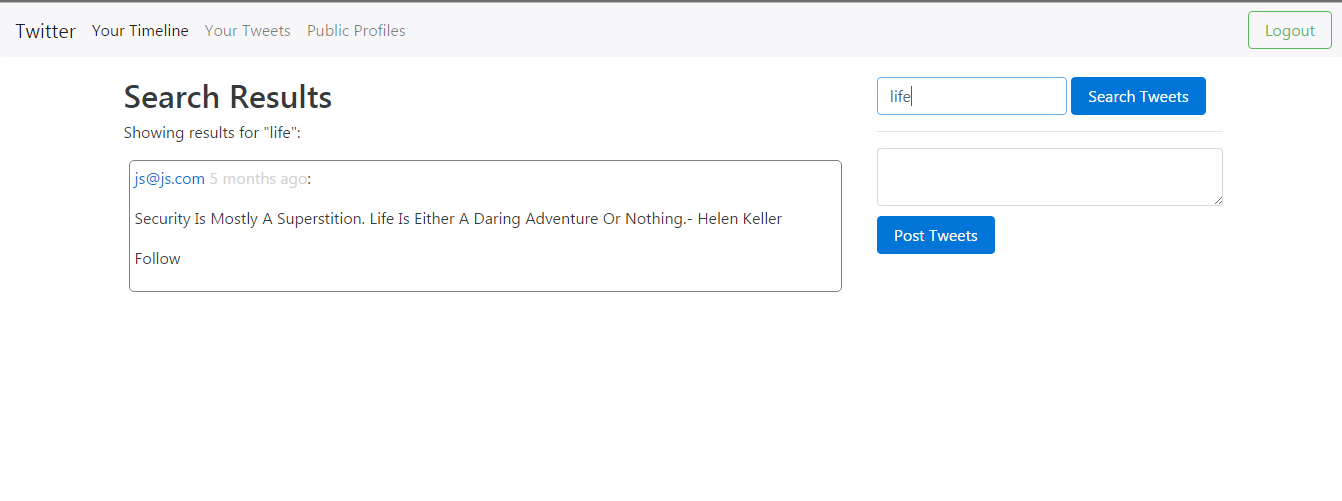 Twitter Your Timeline Your Tweets Public Profiles Logout
Search Results
Showing results for "life":
js@js.com 5 months ago:
Security Is Mostly A Superstition. Life Is Either A Daring Adventure Or Nothing.- Helen Keller
Follow
life Search Tweets
Post Tweets